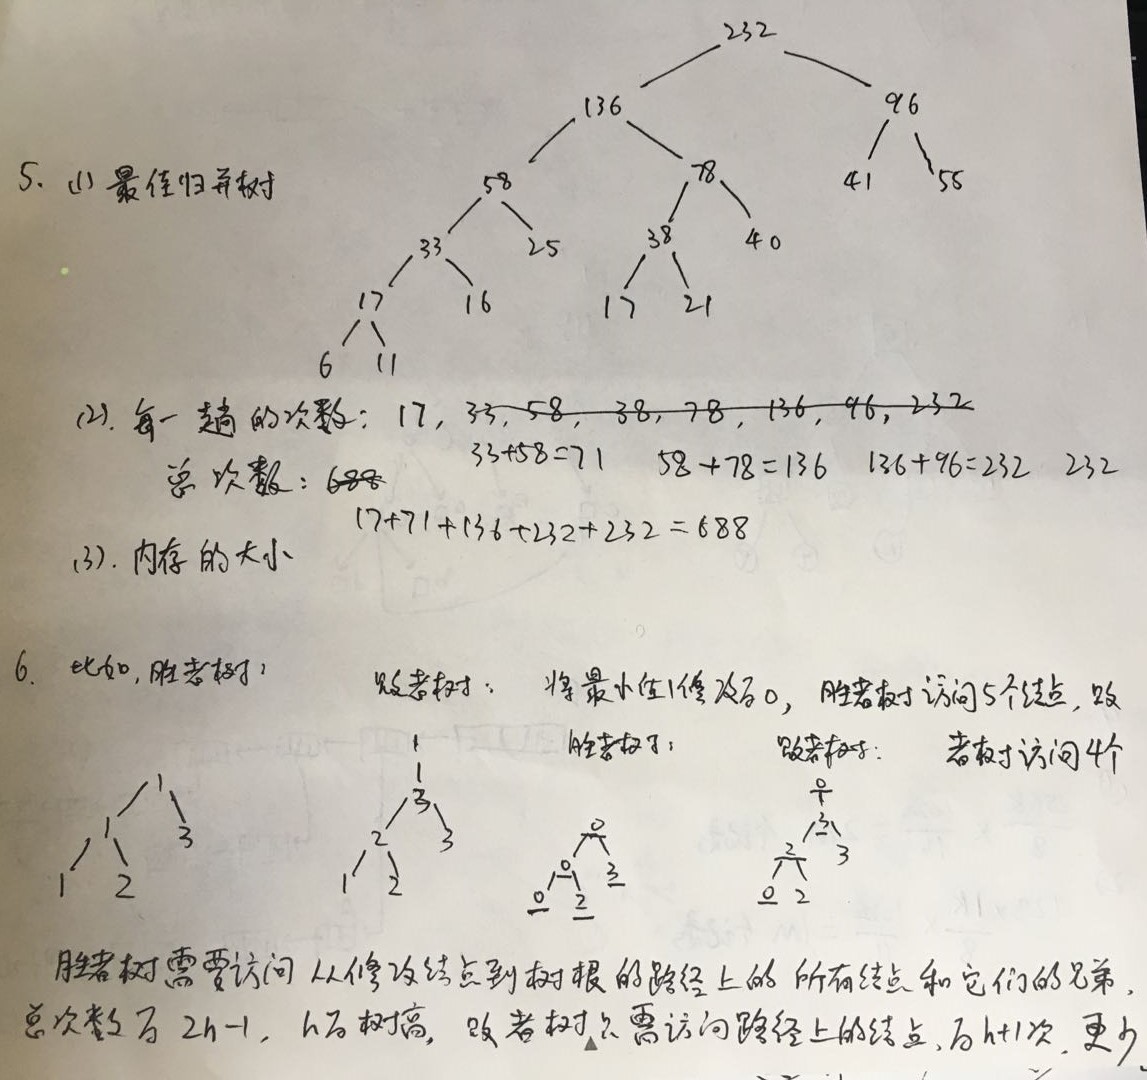 232
136 96
5. (1) 最佳归并树 58 78 41 55
33 25 38 40
17 16 17 21
6 11
(2). 每一趟的次数: 17, 33, 58, 38, 78, 136, 96, 232
33+58=71 58+78=136 136+96=232 232
总次数: 688
17+71+136+232+232=688
(3). 内存的大小
6. 比如, 胜者树: 败者树: 将最小值1修改为0, 胜者树访问5个结点, 败
胜者树: 败者树: 者树访问4个
1
1 3
1 2
1
3
2 3
1 2
0
0 3
0 2
0
3
2 3
0 2
胜者树需要访问从修改结点到树根的路径上的所有结点和它们的兄弟,
总次数为 2h-1, h为树高, 败者树只需访问路径上的结点, 为h+1次, 更少